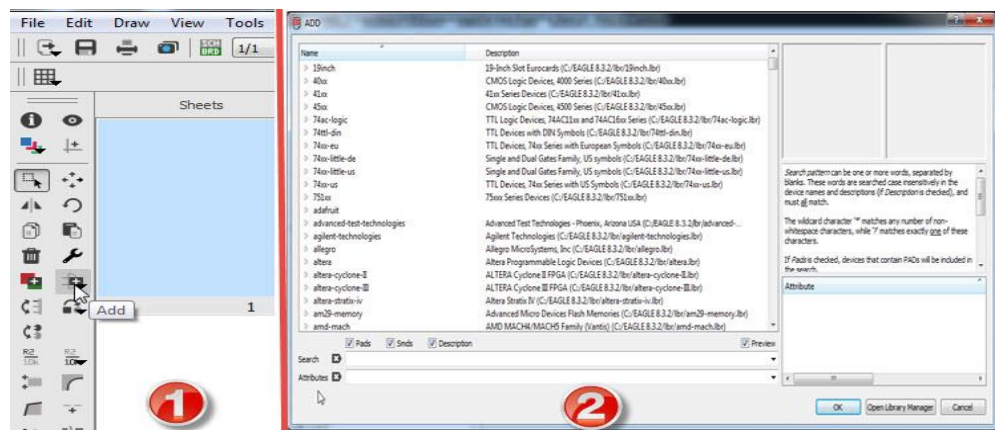 File Edit Draw View Tools
1/1
Sheets
Add
1
R2
10k
R2
10k
1
ADD
Name Description
19inch 19-Inch Slot Eurocards (C:/EAGLE 8.3.2/lbr/19inch.lbr)
40xx CMOS Logic Devices, 4000 Series (C:/EAGLE 8.3.2/lbr/40xx.lbr)
41xx 41xx Series Devices (C:/EAGLE 8.3.2/lbr/41xx.lbr)
45xx CMOS Logic Devices, 4500 Series (C:/EAGLE 8.3.2/lbr/45xx.lbr)
74ac-logic TTL Logic Devices, 74AC11xx and 74AC16xx Series (C:/EAGLE 8.3.2/lbr/74ac-logic.lbr)
74ttl-din TTL Devices with DIN Symbols (C:/EAGLE 8.3.2/lbr/74ttl-din.lbr)
74xx-eu TTL Devices, 74xx Series with European Symbols (C:/EAGLE 8.3.2/lbr/74xx-eu.lbr)
74xx-little-de Single and Dual Gates Family, US symbols (C:/EAGLE 8.3.2/lbr/74xx-little-de.lbr)
74xx-little-us Single and Dual Gates Family, US symbols (C:/EAGLE 8.3.2/lbr/74xx-little-us.lbr)
74xx-us TTL Devices, 74xx Series with US Symbols (C:/EAGLE 8.3.2/lbr/74xx-us.lbr)
751xx 75xxx Series Devices (C:/EAGLE 8.3.2/lbr/751xx.lbr)
adafruit
advanced-test-technologies Advanced Test Technologies - Phoenix, Arizona USA (C:/EAGLE 8.3.2/lbr/advanced-...
agilent-technologies Agilent Technologies (C:/EAGLE 8.3.2/lbr/agilent-technologies.lbr)
allegro Allegro MicroSystems, Inc (C:/EAGLE 8.3.2/lbr/allegro.lbr)
altera Altera Programmable Logic Devices (C:/EAGLE 8.3.2/lbr/altera.lbr)
altera-cyclone-II ALTERA Cyclone II FPGA (C:/EAGLE 8.3.2/lbr/altera-cyclone-II.lbr)
altera-cyclone-III ALTERA Cyclone III FPGA (C:/EAGLE 8.3.2/lbr/altera-cyclone-III.lbr)
altera-stratix-iv Altera Stratix IV (C:/EAGLE 8.3.2/lbr/altera-stratix-iv.lbr)
am29-memory Advanced Micro Devices Flash Memories (C:/EAGLE 8.3.2/lbr/am29-memory.lbr)
amd-mach AMD MACH4/MACH5 Family (Vantis) (C:/EAGLE 8.3.2/lbr/amd-mach.lbr)
Pads Smds Description Preview
Search
Attributes
2
Search pattern can be one or more words, separated by
blanks. These words are searched case insensitively in the
device names and descriptions (if Description is checked), and
must all match.
The wildcard character '*' matches any number of non-
whitespace characters, while '?' matches exactly one of these
characters.
If Pads is checked, devices that contain PADs will be included in
the search.
Attribute
OK Open Library Manager Cancel